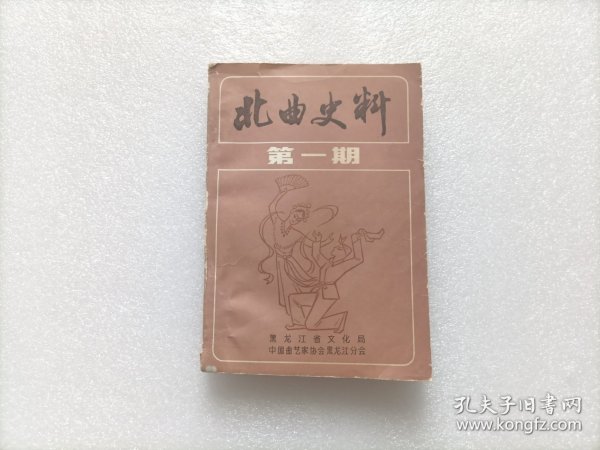 北曲史料
第一期
黑龙江省文化局
中国曲艺家协会黑龙江分会
孔夫子旧书网
www.kongfz.com